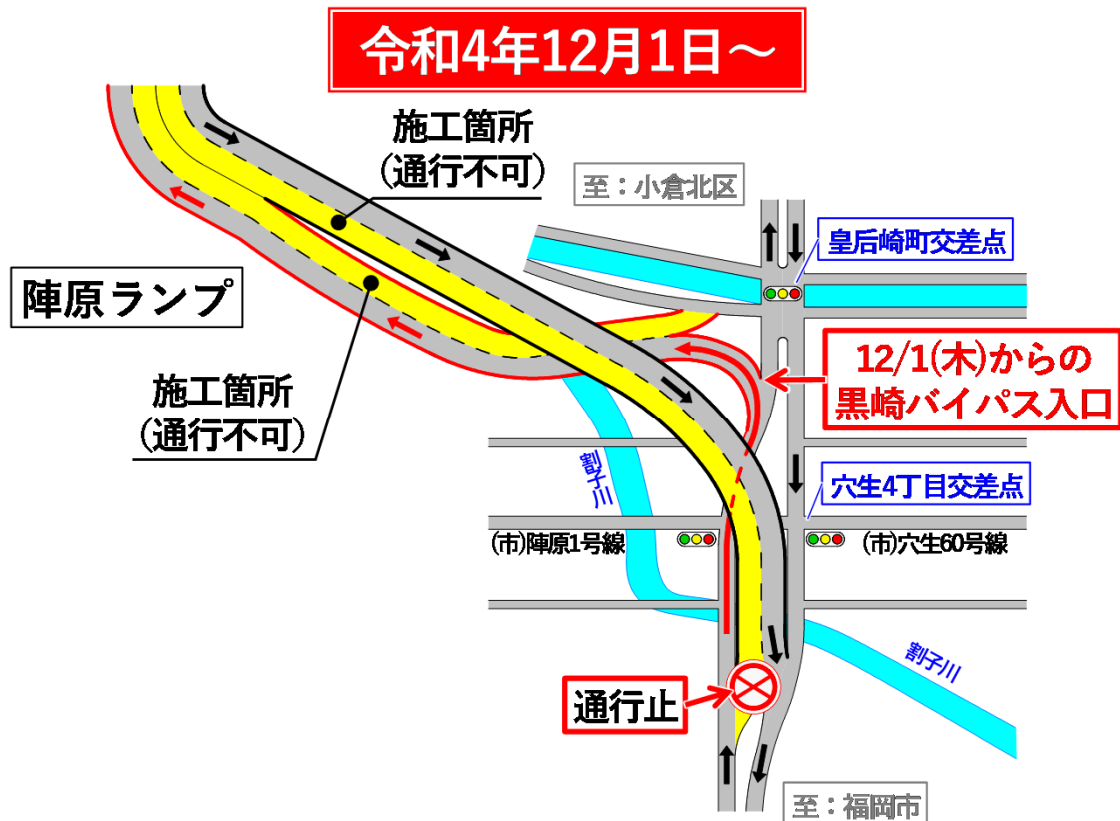 令和4年12月1日～
施工箇所
(通行不可)
至：小倉北区
皇后崎町交差点
陣原ランプ
12/1(木)からの
黒崎バイパス入口
施工箇所
(通行不可)
割子川
穴生4丁目交差点
(市)陣原1号線
(市)穴生60号線
割子川
通行止
至：福岡市